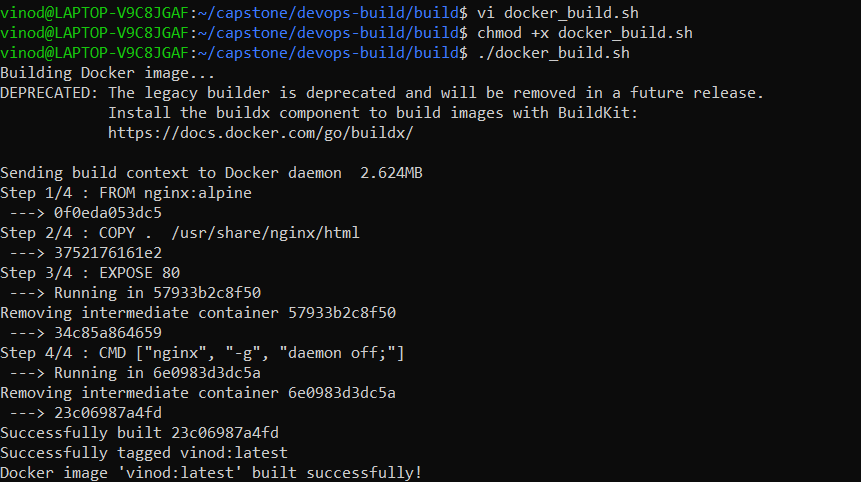 vinod@LAPTOP-V9C8JGAF:~/capstone/devops-build/build$ vi docker_build.sh
vinod@LAPTOP-V9C8JGAF:~/capstone/devops-build/build$ chmod +x docker_build.sh
vinod@LAPTOP-V9C8JGAF:~/capstone/devops-build/build$ ./docker_build.sh
Building Docker image...
DEPRECATED: The legacy builder is deprecated and will be removed in a future release.
            Install the buildx component to build images with BuildKit:
            https://docs.docker.com/go/buildx/

Sending build context to Docker daemon  2.624MB
Step 1/4 : FROM nginx:alpine
 ---> 0f0eda053dc5
Step 2/4 : COPY .  /usr/share/nginx/html
 ---> 3752176161e2
Step 3/4 : EXPOSE 80
 ---> Running in 57933b2c8f50
Removing intermediate container 57933b2c8f50
 ---> 34c85a864659
Step 4/4 : CMD ["nginx", "-g", "daemon off;"]
 ---> Running in 6e0983d3dc5a
Removing intermediate container 6e0983d3dc5a
 ---> 23c06987a4fd
Successfully built 23c06987a4fd
Successfully tagged vinod:latest
Docker image 'vinod:latest' built successfully!